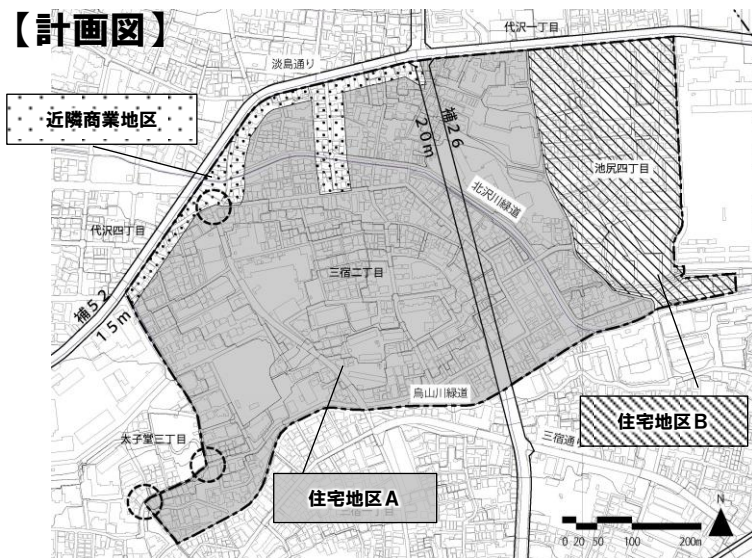 【計画図】
代沢一丁目
淡島通り
近隣商業地区
補26
20m
池尻四丁目
北沢川緑道
代沢四丁目
三宿二丁目
補52
15m
烏山川緑道
太子堂三丁目
住宅地区B
三宿通り
住宅地区A
N
0 20 50 100 200m